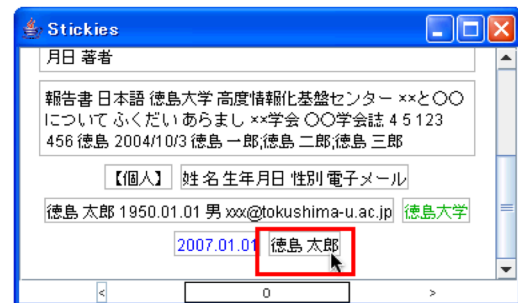 Stickies
月日 著者
報告書 日本語 徳島大学 高度情報化基盤センター ××と〇〇
について ふくだい あらまし ××学会 〇〇学会誌 4 5 123
456 徳島 2004/10/3 徳島 一郎;徳島 二郎;徳島 三郎
【個人】 姓 名 生年月日 性別 電子メール
徳島 太郎 1950.01.01 男 xxx@tokushima-u.ac.jp 徳島大学
2007.01.01 徳島 太郎
< 0 >